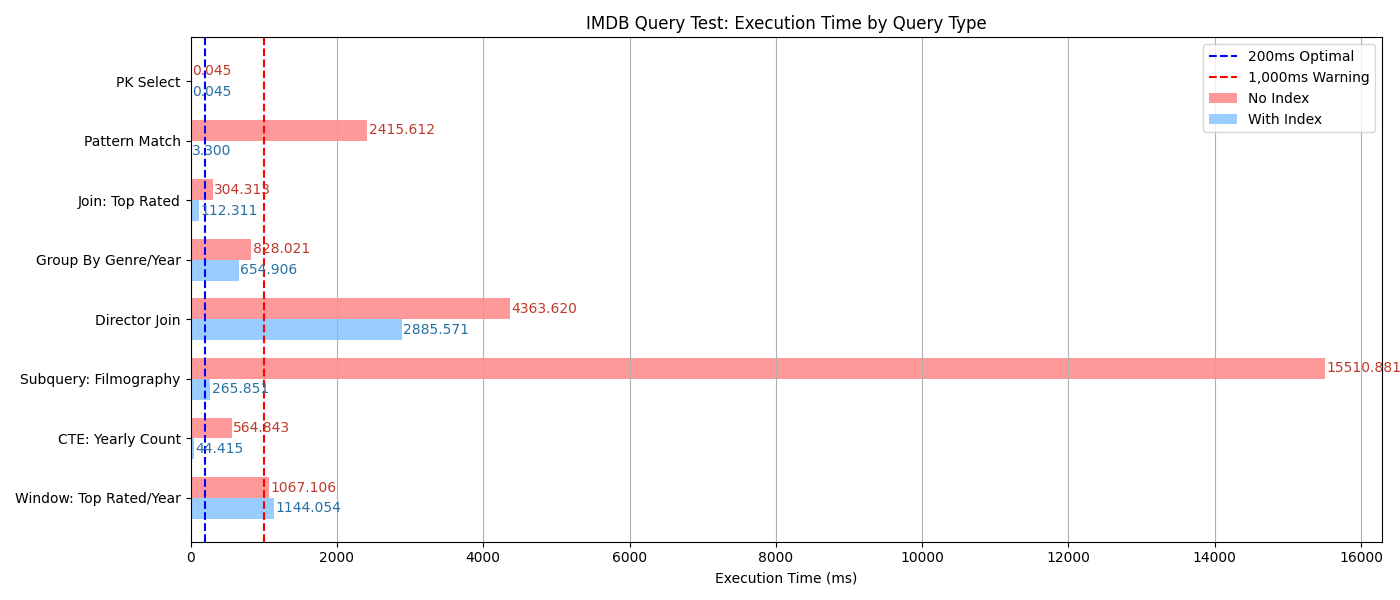 IMDB Query Test: Execution Time by Query Type
200ms Optimal
1,000ms Warning
No Index
With Index
PK Select
0.045
0.045
Pattern Match
2415.612
3.300
Join: Top Rated
304.313
112.311
Group By Genre/Year
828.021
654.906
Director Join
4363.620
2885.571
Subquery: Filmography
15510.881
265.851
CTE: Yearly Count
564.843
44.415
Window: Top Rated/Year
1067.106
1144.054
0 2000 4000 6000 8000 10000 12000 14000 16000
Execution Time (ms)